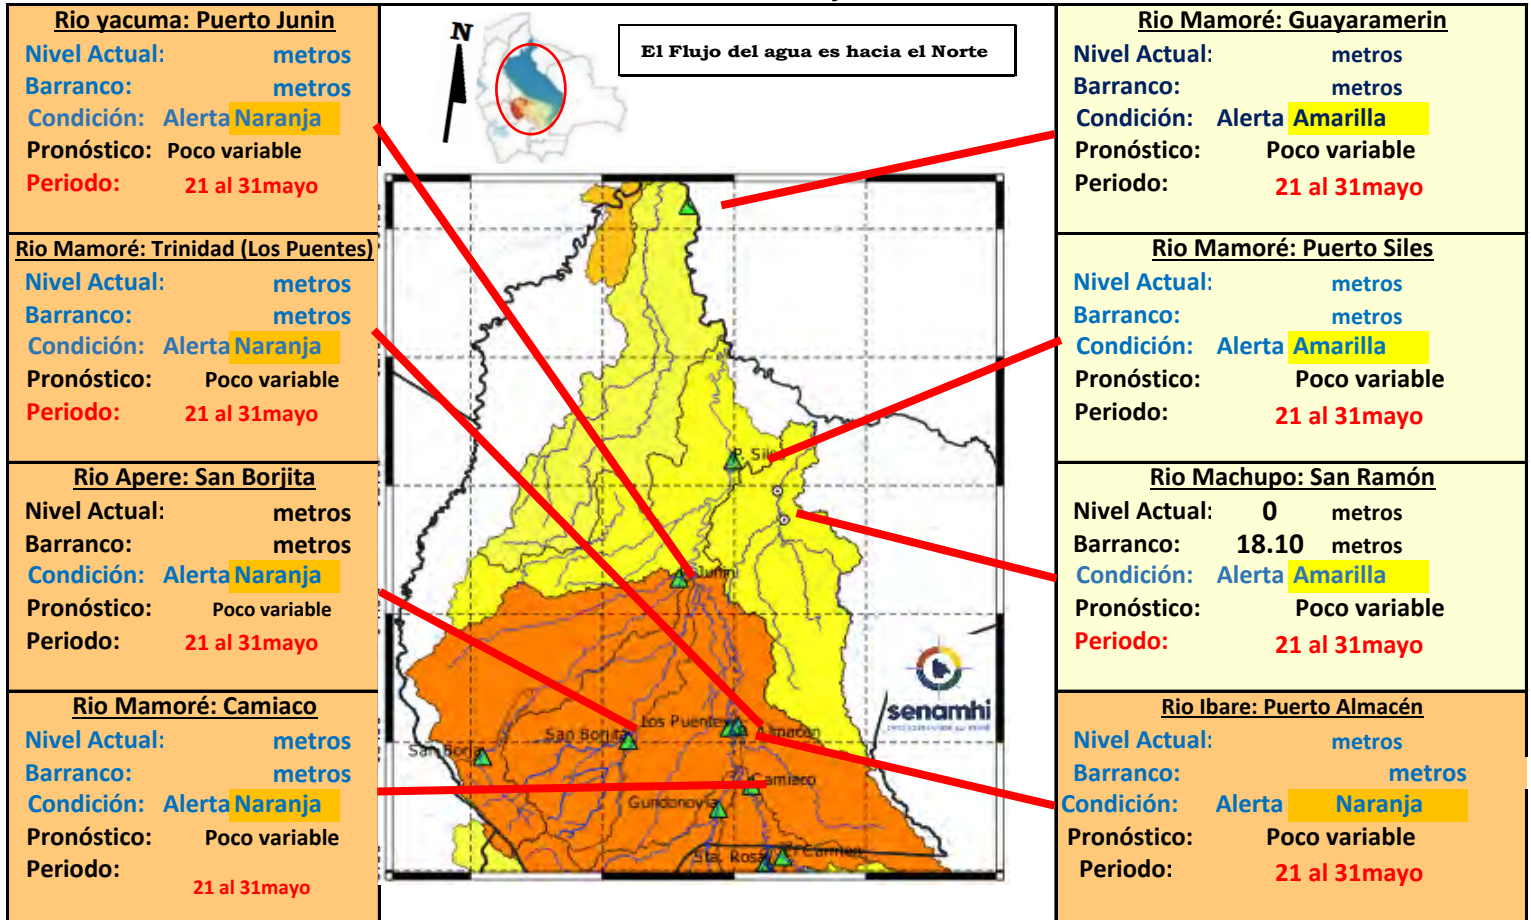 Rio yacuma: Puerto Junin
Nivel Actual: metros
Barranco: metros
Condición: Alerta Naranja
Pronóstico: Poco variable
Periodo: 21 al 31mayo
Rio Mamoré: Trinidad (Los Puentes)
Nivel Actual: metros
Barranco: metros
Condición: Alerta Naranja
Pronóstico: Poco variable
Periodo: 21 al 31mayo
Rio Apere: San Borjita
Nivel Actual: metros
Barranco: metros
Condición: Alerta Naranja
Pronóstico: Poco variable
Periodo: 21 al 31mayo
Rio Mamoré: Camiaco
Nivel Actual: metros
Barranco: metros
Condición: Alerta Naranja
Pronóstico: Poco variable
Periodo: 21 al 31mayo
N
El Flujo del agua es hacia el Norte
P. Siles
Junin
Los Puentes
Almacen
San Borjita
San Borja
Camiaco
Gundonovia
Sta. Rosa
El Carmen
senamhi
Rio Mamoré: Guayaramerin
Nivel Actual: metros
Barranco: metros
Condición: Alerta Amarilla
Pronóstico: Poco variable
Periodo: 21 al 31mayo
Rio Mamoré: Puerto Siles
Nivel Actual: metros
Barranco: metros
Condición: Alerta Amarilla
Pronóstico: Poco variable
Periodo: 21 al 31mayo
Rio Machupo: San Ramón
Nivel Actual: 0 metros
Barranco: 18.10 metros
Condición: Alerta Amarilla
Pronóstico: Poco variable
Periodo: 21 al 31mayo
Rio Ibare: Puerto Almacén
Nivel Actual: metros
Barranco: metros
Condición: Alerta Naranja
Pronóstico: Poco variable
Periodo: 21 al 31mayo